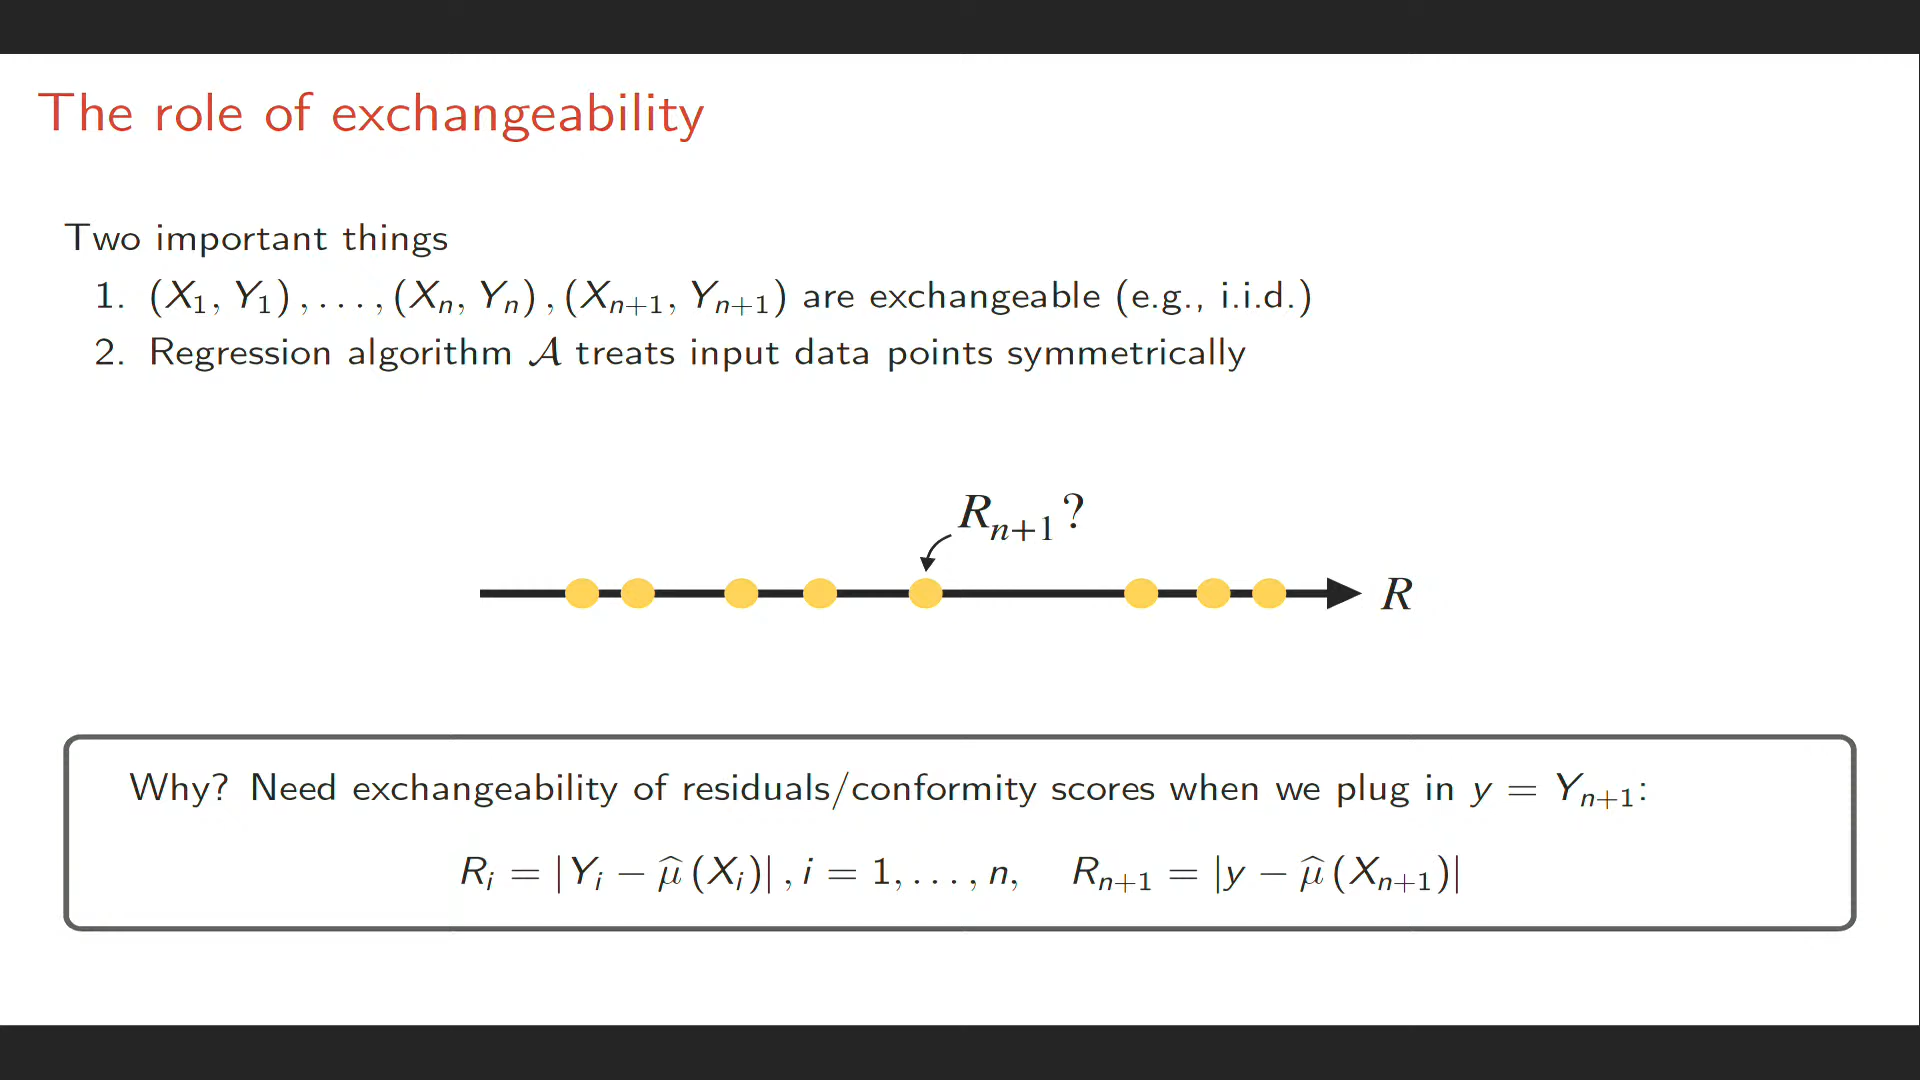 The role of exchangeability
Two important things
1. (X₁, Y₁), . . . , (Xₙ, Yₙ), (Xₙ₊₁, Yₙ₊₁) are exchangeable (e.g., i.i.d.)
2. Regression algorithm 𝒜 treats input data points symmetrically
Rₙ₊₁?
R
Why? Need exchangeability of residuals/conformity scores when we plug in y = Yₙ₊₁:
Rᵢ = |Yᵢ − μ̂(Xᵢ)|, i = 1, . . . , n, Rₙ₊₁ = |y − μ̂(Xₙ₊₁)|